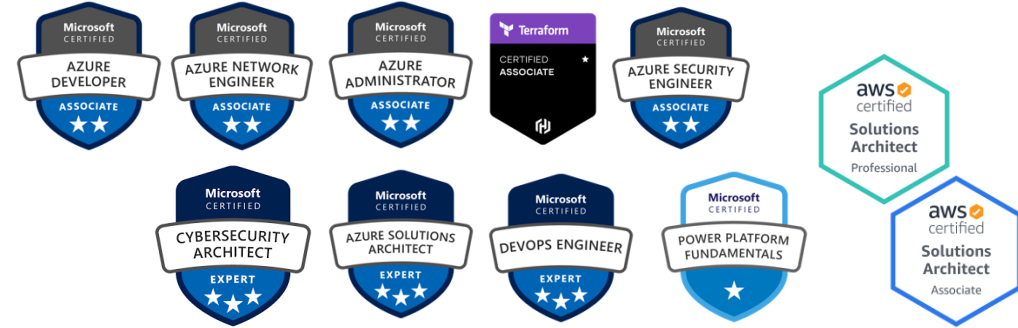 Microsoft
CERTIFIED
AZURE
DEVELOPER
ASSOCIATE
Microsoft
CERTIFIED
AZURE NETWORK
ENGINEER
ASSOCIATE
Microsoft
CERTIFIED
AZURE
ADMINISTRATOR
ASSOCIATE
Terraform
CERTIFIED
ASSOCIATE
Microsoft
CERTIFIED
AZURE SECURITY
ENGINEER
ASSOCIATE
aws
certified
Solutions
Architect
Professional
Microsoft
CERTIFIED
CYBERSECURITY
ARCHITECT
EXPERT
Microsoft
CERTIFIED
AZURE SOLUTIONS
ARCHITECT
EXPERT
Microsoft
CERTIFIED
DEVOPS ENGINEER
EXPERT
Microsoft
CERTIFIED
POWER PLATFORM
FUNDAMENTALS
aws
certified
Solutions
Architect
Associate